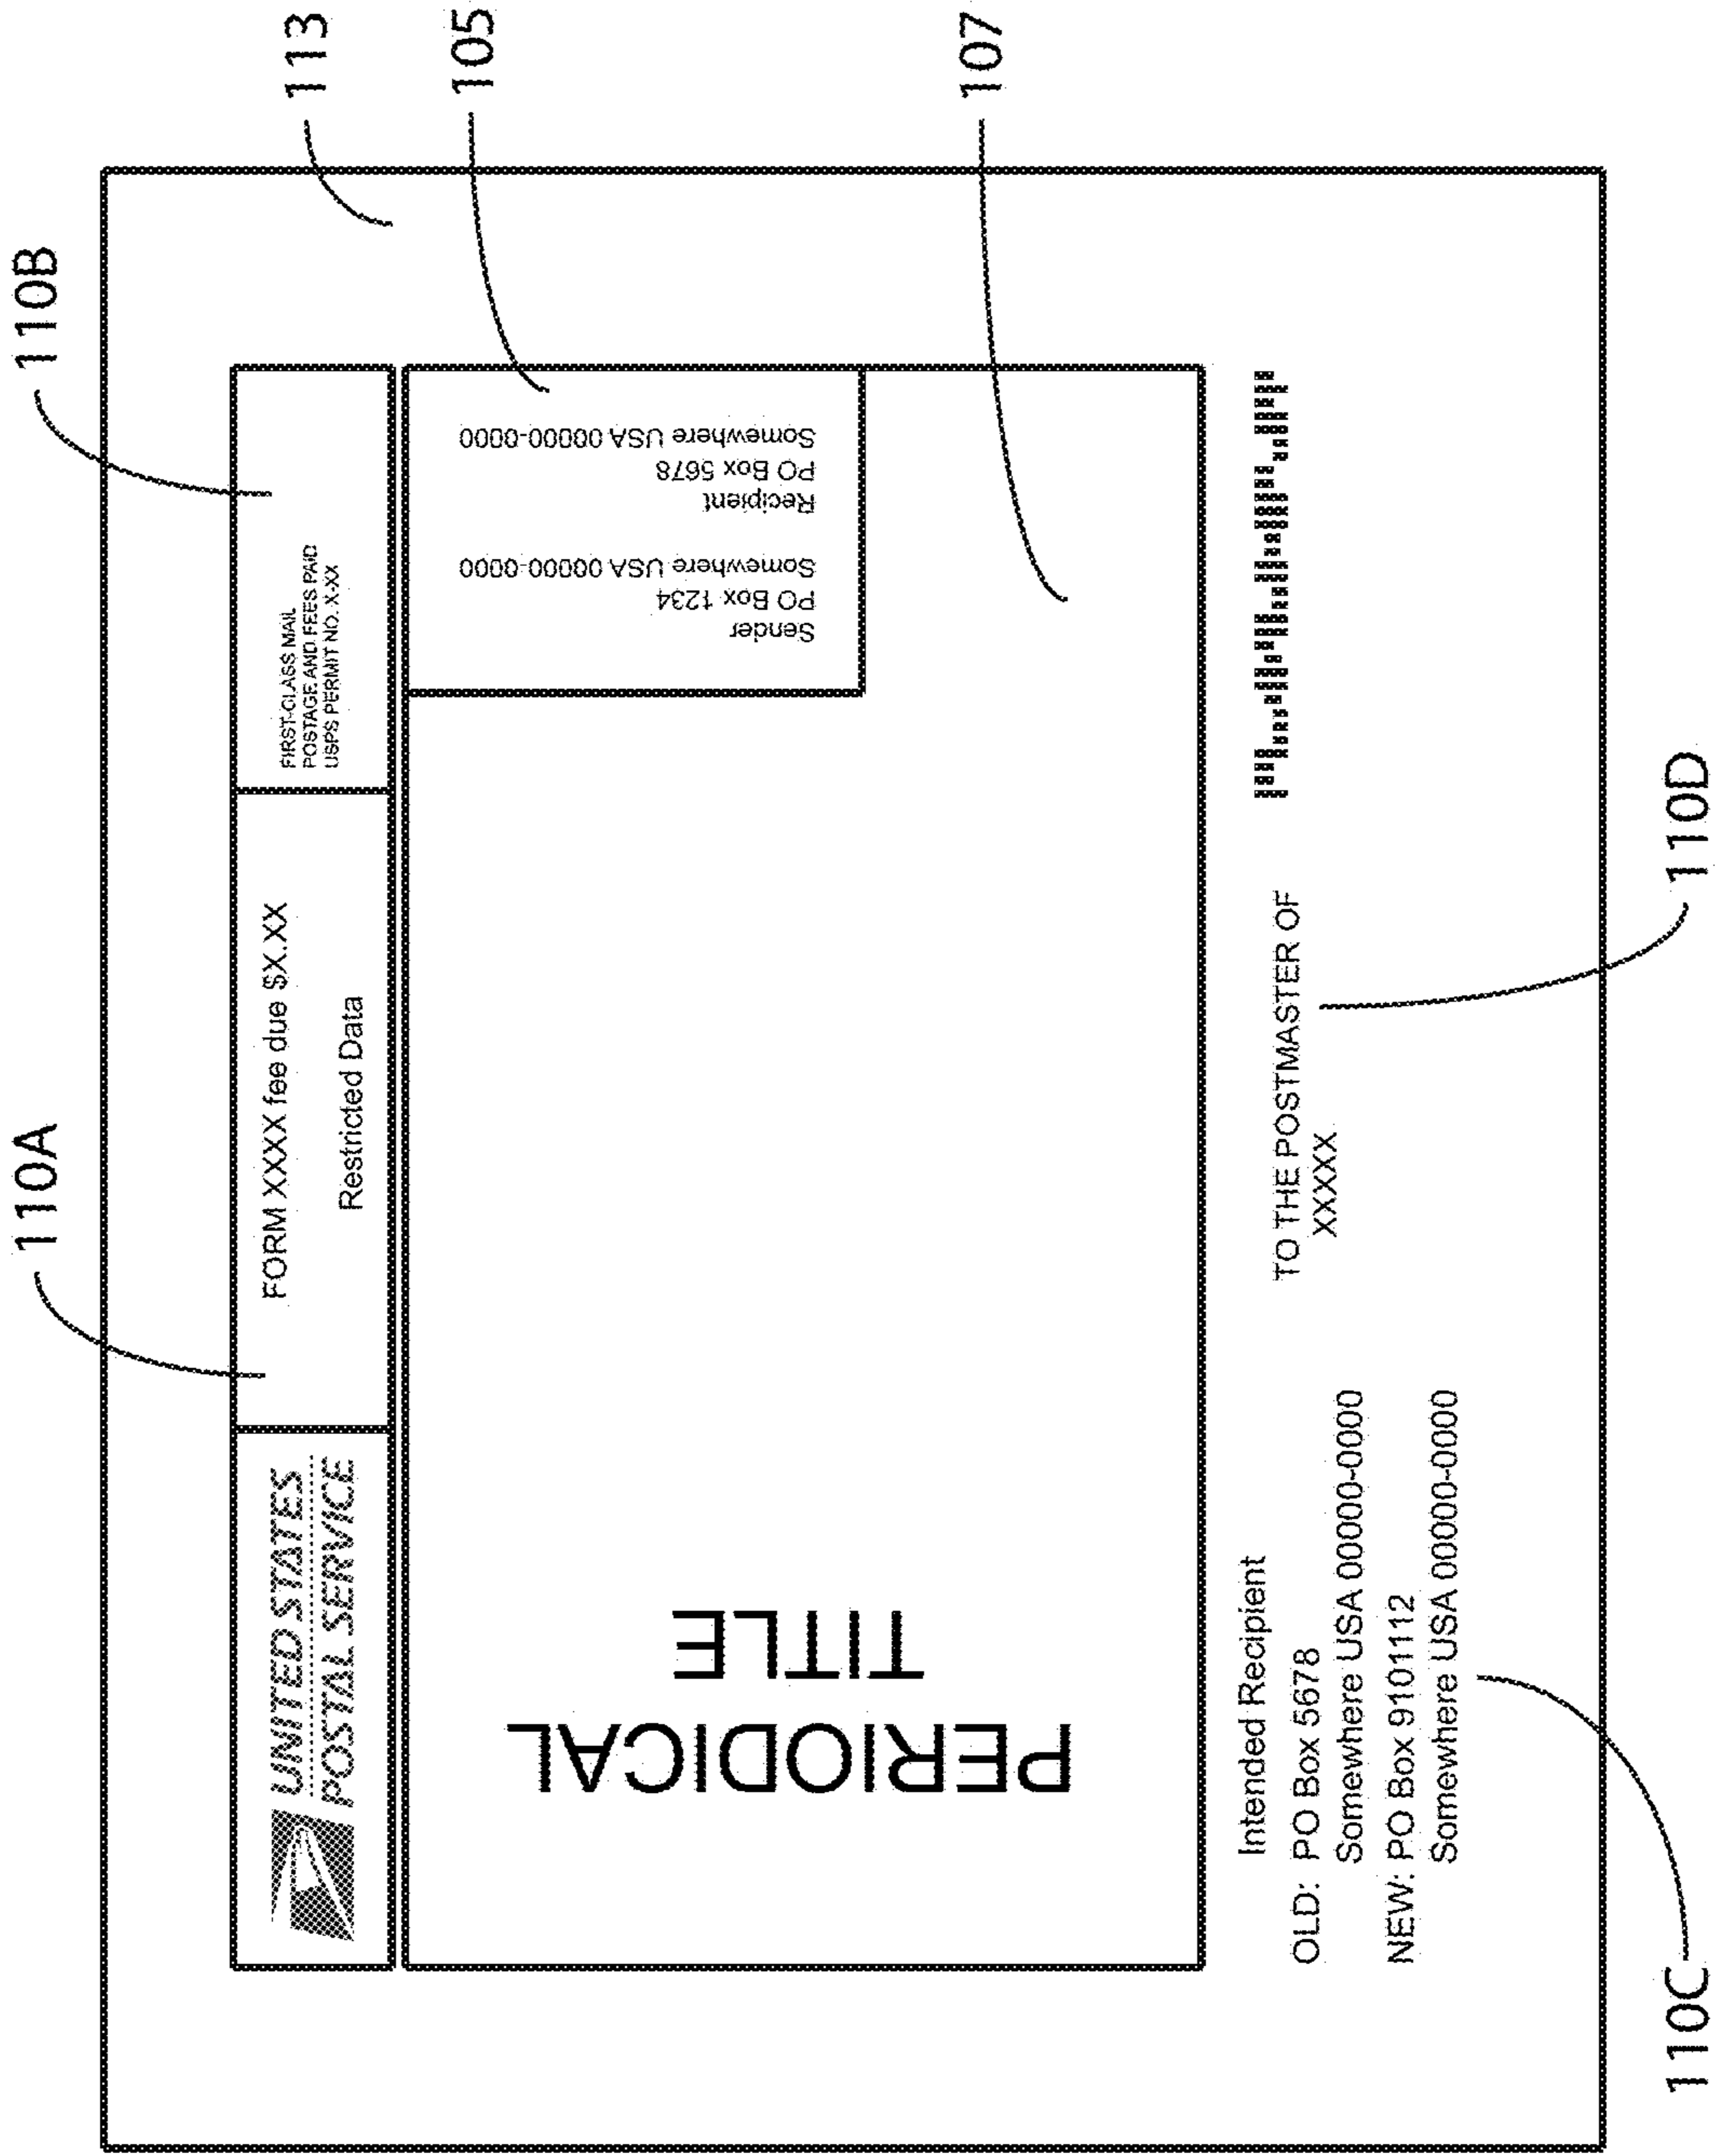 110A
110B
113
UNITED STATES
POSTAL SERVICE
FORM XXXX fee due $X.XX
Restricted Data
FIRST-CLASS MAIL
POSTAGE AND FEES PAID
USPS PERMIT NO. X-XX
105
PERIODICAL
TITLE
Sender
PO Box 1234
Somewhere USA 00000-0000
Recipient
PO Box 5678
Somewhere USA 00000-0000
107
Intended Recipient
OLD: PO Box 5678
Somewhere USA 00000-0000
NEW: PO Box 9101112
Somewhere USA 00000-0000
TO THE POSTMASTER OF
XXXXX
110C
110D